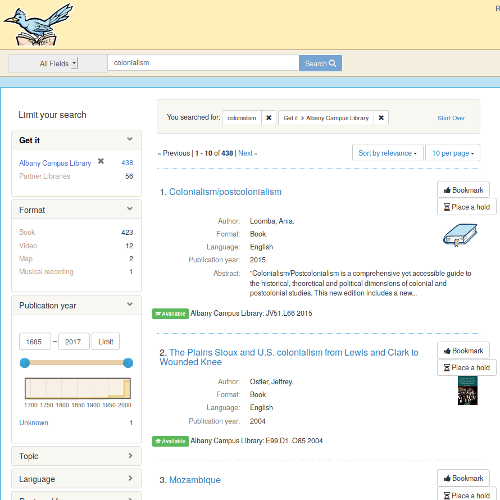 B
All Fields
colonialism.
Search
Limit your search
You searched for: colonialism ✖ Get it > Albany Campus Library ✖ Start Over
Get it
Albany Campus Library ✖ 438
Partner Libraries 56
« Previous | 1 - 10 of 438 | Next »
Sort by relevance
10 per page
Format
Book 423
Video 12
Map 2
Musical recording 1
Publication year
1685 – 2017 Limit
1700 1750 1800 1850 1900 1950 2000
Unknown 1
Topic
Language
1. Colonialism/postcolonialism
Bookmark
Place a hold
Author: Loomba, Ania.
Format: Book
Language: English
Publication year: 2015
Abstract: "Colonialism/Postcolonialism is a comprehensive yet accessible guide to
the historical, theoretical and political dimensions of colonial and
postcolonial studies. This new edition includes a new...
Available Albany Campus Library: JV51.L66 2015
2. The Plains Sioux and U.S. colonialism from Lewis and Clark to
Wounded Knee
Bookmark
Place a hold
Author: Ostler, Jeffrey.
Format: Book
Language: English
Publication year: 2004
Available Albany Campus Library: E99.D1 .O85 2004
3. Mozambique
Bookmark
Place a hold